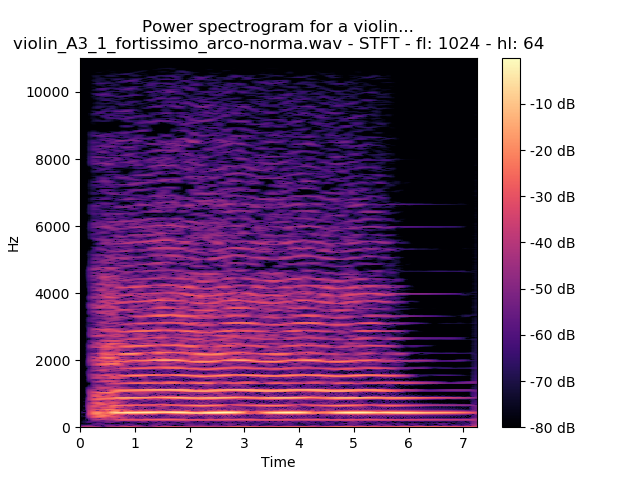 Power spectrogram for a violin...
violin_A3_1_fortissimo_arco-norma.wav - STFT - fl: 1024 - hl: 64
10000
8000
6000
4000
2000
0
Hz
0 1 2 3 4 5 6 7
Time
-10 dB
-20 dB
-30 dB
-40 dB
-50 dB
-60 dB
-70 dB
-80 dB